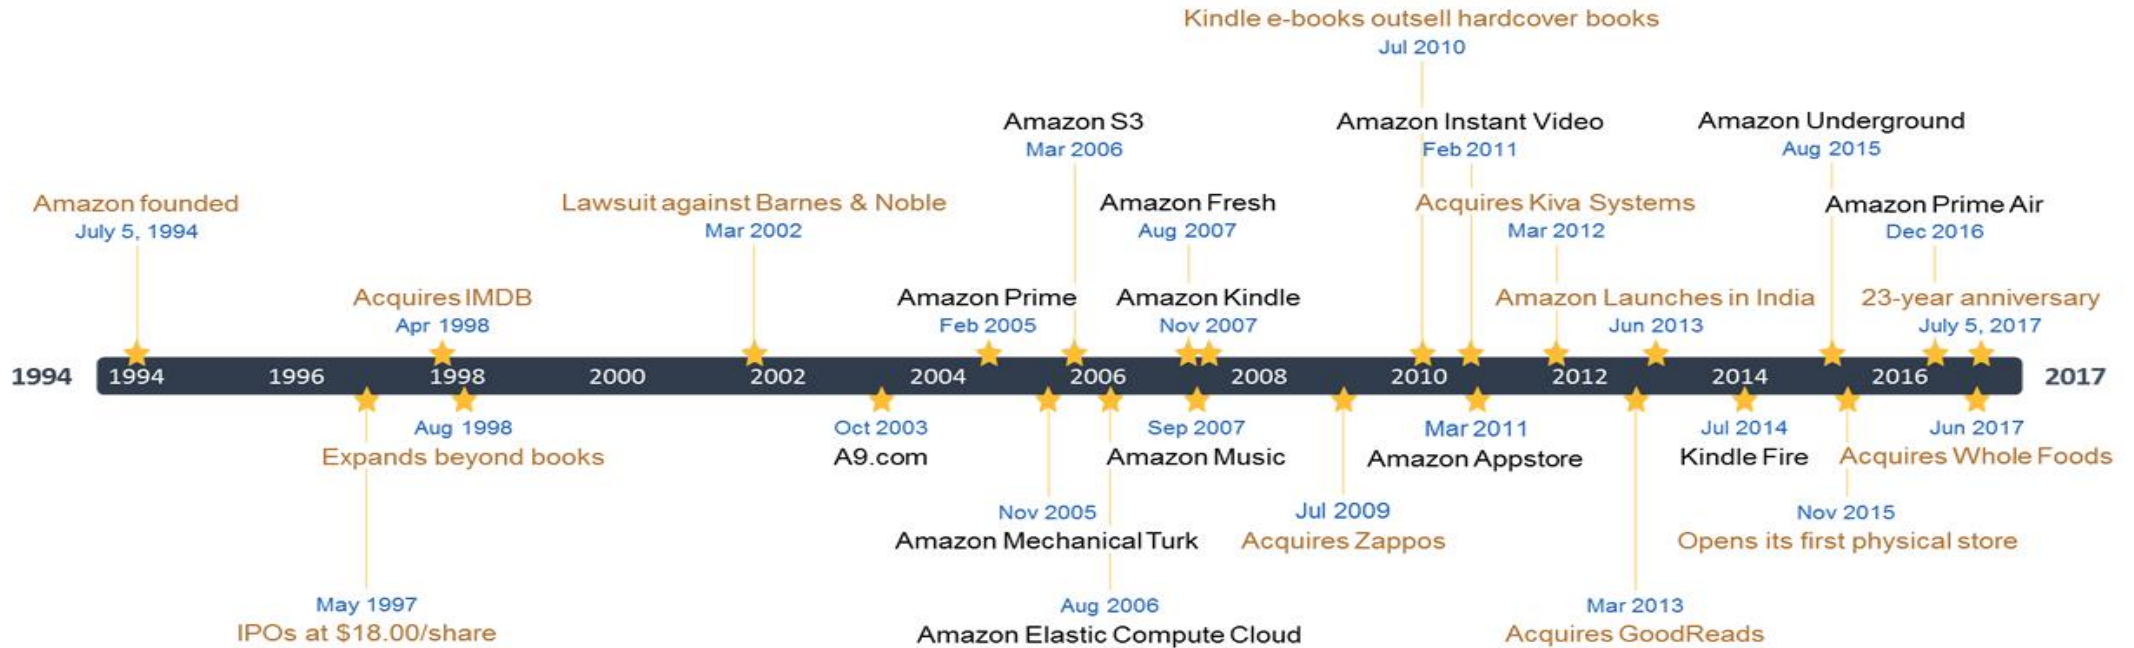 Kindle e-books outsell hardcover books
Jul 2010
Amazon S3
Mar 2006
Amazon Instant Video
Feb 2011
Amazon Underground
Aug 2015
Amazon founded
July 5, 1994
Lawsuit against Barnes & Noble
Mar 2002
Amazon Fresh
Aug 2007
Acquires Kiva Systems
Mar 2012
Amazon Prime Air
Dec 2016
Acquires IMDB
Apr 1998
Amazon Prime
Feb 2005
Amazon Kindle
Nov 2007
Amazon Launches in India
Jun 2013
23-year anniversary
July 5, 2017
1994 1994 1996 1998 2000 2002 2004 2006 2008 2010 2012 2014 2016 2017
Aug 1998
Expands beyond books
Oct 2003
A9.com
Sep 2007
Amazon Music
Mar 2011
Amazon Appstore
Jul 2014
Kindle Fire
Jun 2017
Acquires Whole Foods
Nov 2005
Amazon Mechanical Turk
Jul 2009
Acquires Zappos
Nov 2015
Opens its first physical store
May 1997
IPOs at $18.00/share
Aug 2006
Amazon Elastic Compute Cloud
Mar 2013
Acquires GoodReads